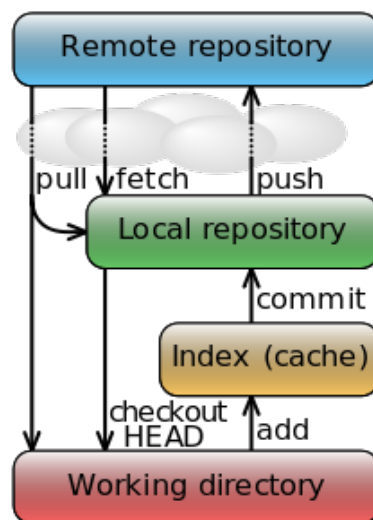 Remote repository
pull fetch push
Local repository
commit
Index (cache)
checkout
HEAD
add
Working directory